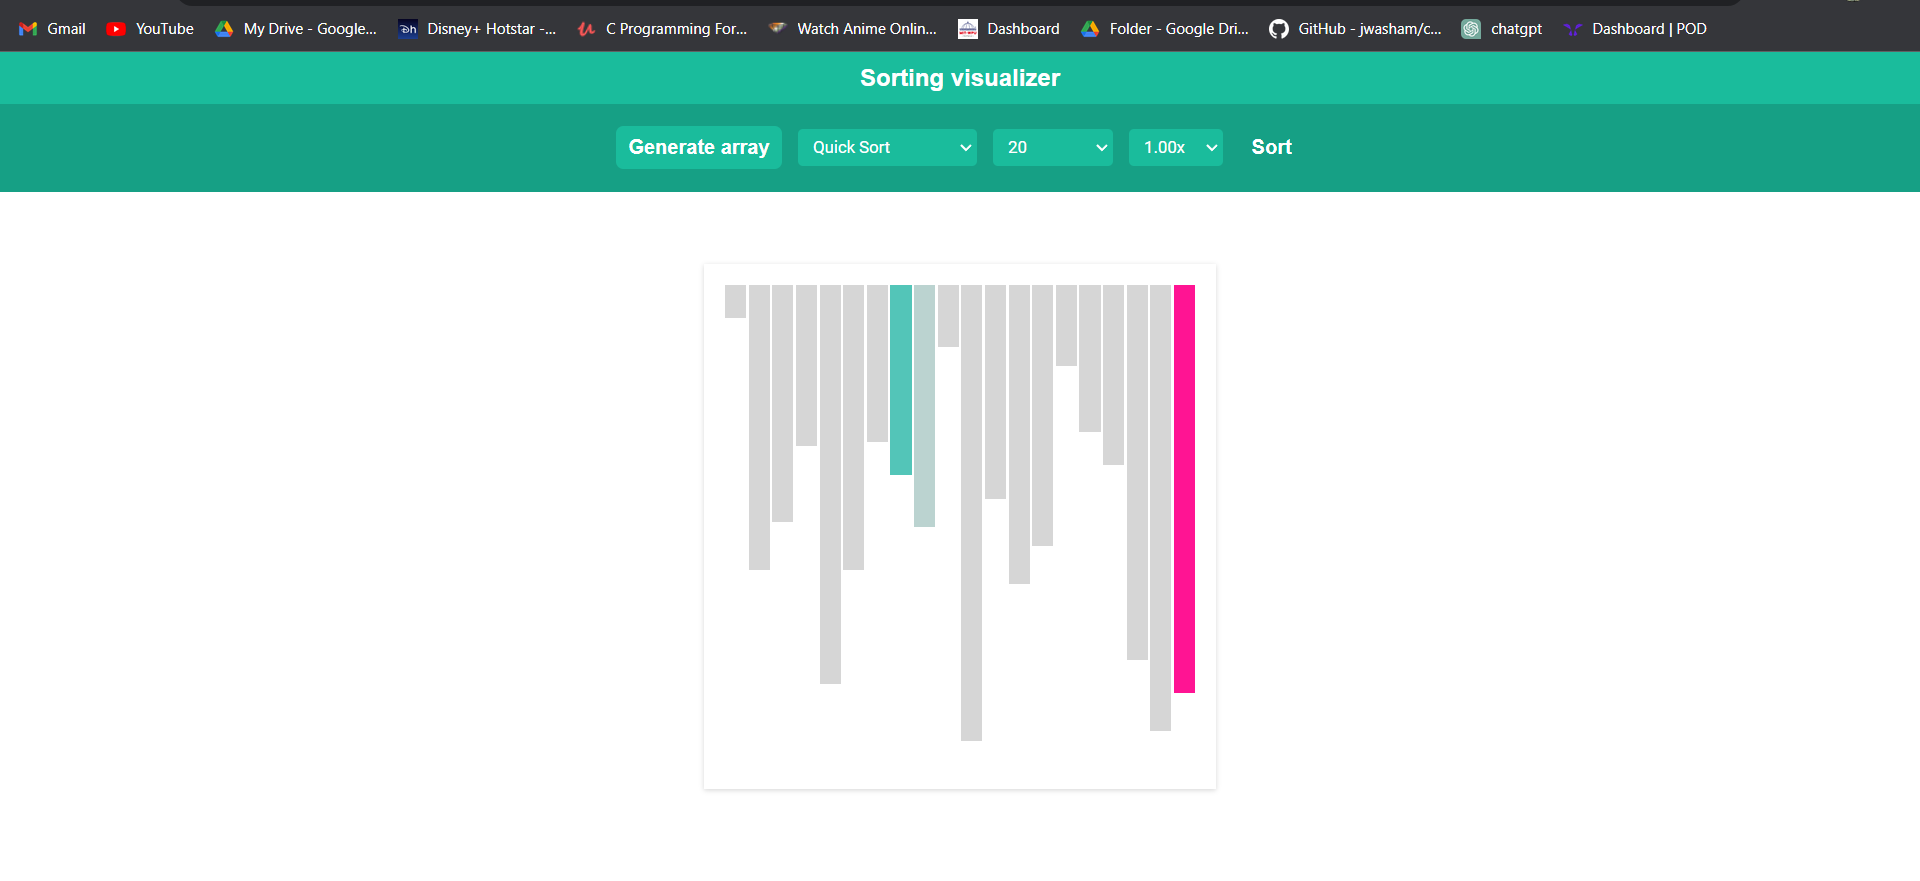 Gmail YouTube My Drive - Google... Disney+ Hotstar -... C Programming For... Watch Anime Onlin... Dashboard Folder - Google Dri... GitHub - jwasham/c... chatgpt Dashboard | POD
Sorting visualizer
Generate array Quick Sort 20 1.00x Sort